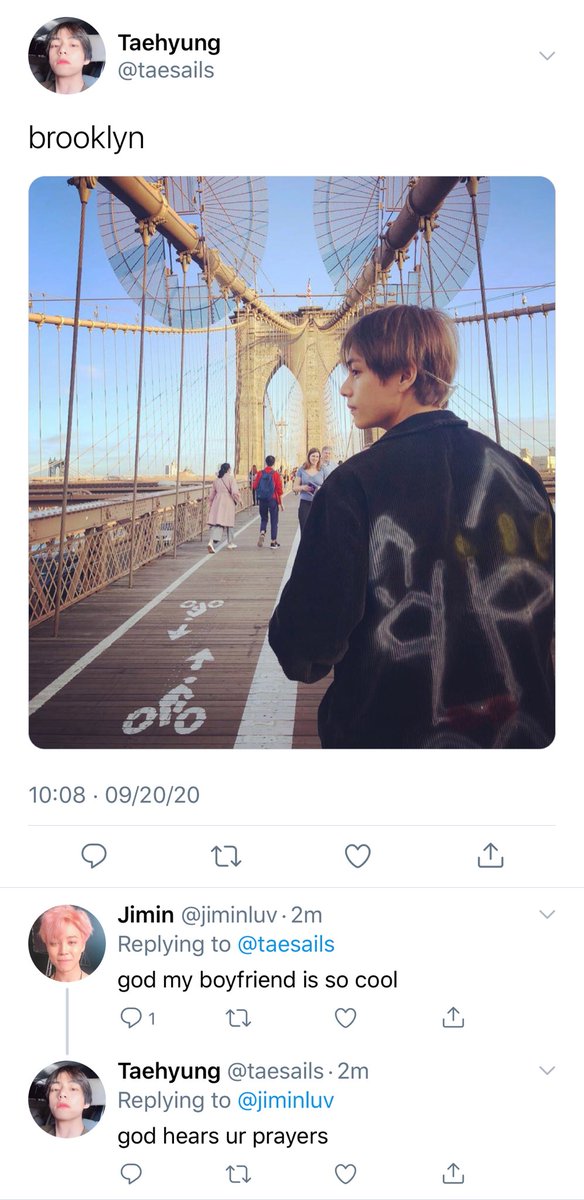 Taehyung
@taesails
brooklyn
10:08 · 09/20/20
Jimin @jiminluv · 2m
Replying to @taesails
god my boyfriend is so cool
1
Taehyung @taesails · 2m
Replying to @jiminluv
god hears ur prayers